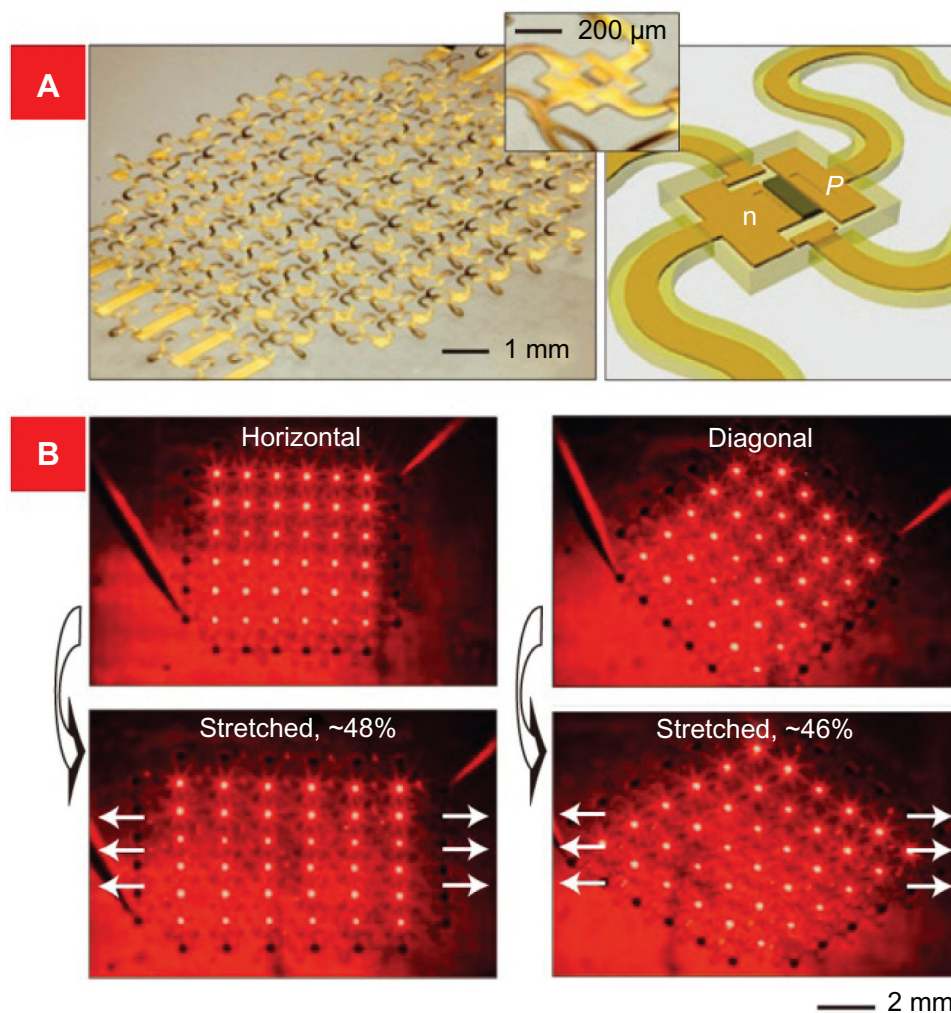 A
200 µm
P
n
1 mm
B
Horizontal
Diagonal
Stretched, ~48%
Stretched, ~46%
2 mm